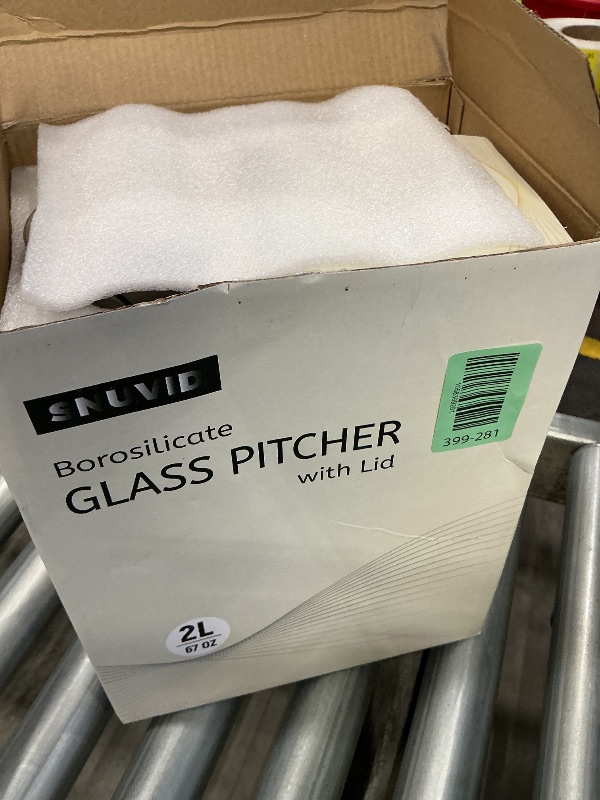 SNUVID
Borosilicate
GLASS PITCHER
with Lid
399-281
2L
67 OZ